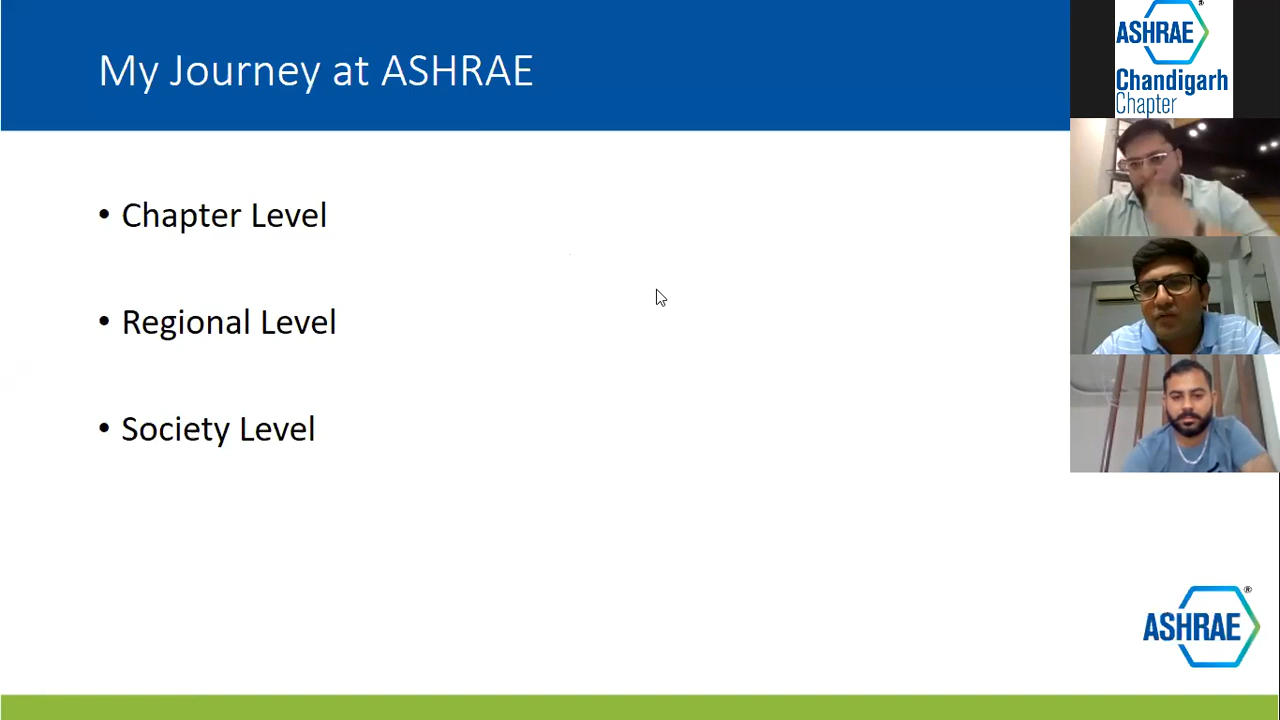 My Journey at ASHRAE
• Chapter Level
• Regional Level
• Society Level
ASHRAE®
Chandigarh
Chapter
ASHRAE®